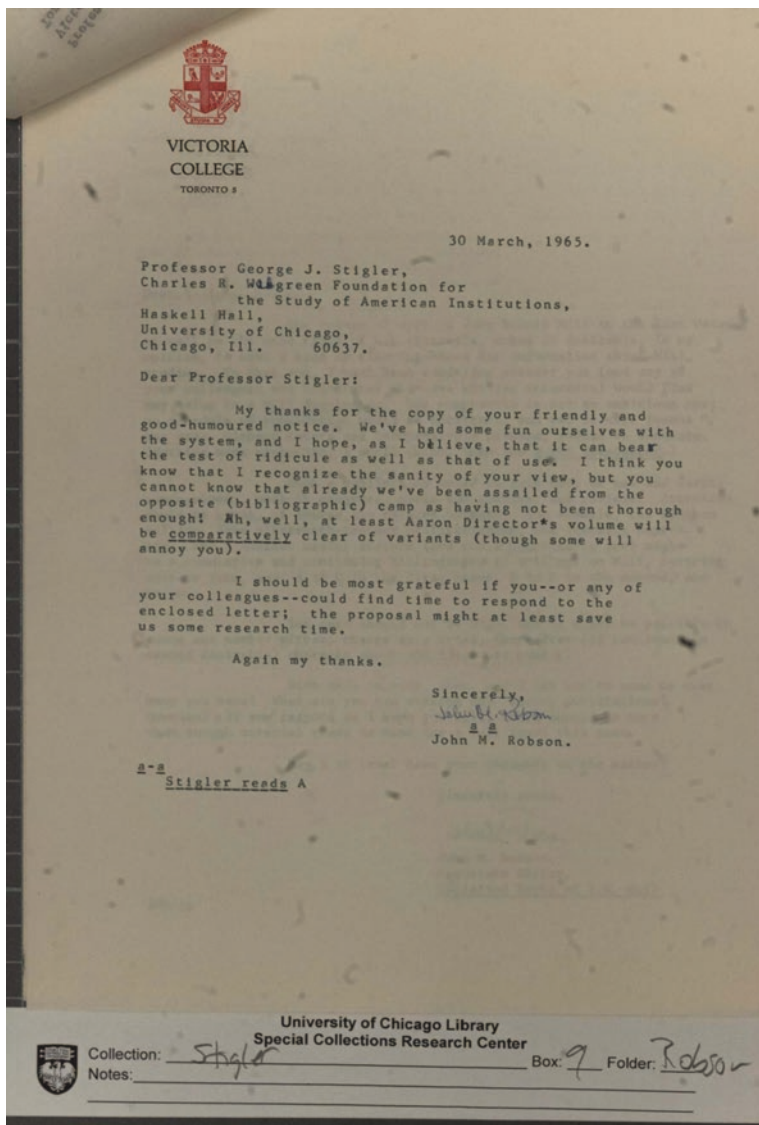 VICTORIA
COLLEGE
TORONTO 5
30 March, 1965.
Professor George J. Stigler,
Charles R. Walgreen Foundation for
the Study of American Institutions,
Haskell Hall,
University of Chicago,
Chicago, Ill. 60637.
Dear Professor Stigler:
My thanks for the copy of your friendly and
good-humoured notice. We've had some fun ourselves with
the system, and I hope, as I believe, that it can bear
the test of ridicule as well as that of use. I think you
know that I recognize the sanity of your view, but you
cannot know that already we've been assailed from the
opposite (bibliographic) camp as having not been thorough
enough! Ah, well, at least Aaron Director*s volume will
be comparatively clear of variants (though some will
annoy you).
I should be most grateful if you--or any of
your colleagues--could find time to respond to the
enclosed letter; the proposal might at least save
us some research time.
Again my thanks.
Sincerely,
John M. Robson
a a
John M. Robson.
a-a
Stigler reads A
University of Chicago Library
Special Collections Research Center
Collection: Stigler Box: 9 Folder: Robson
Notes: